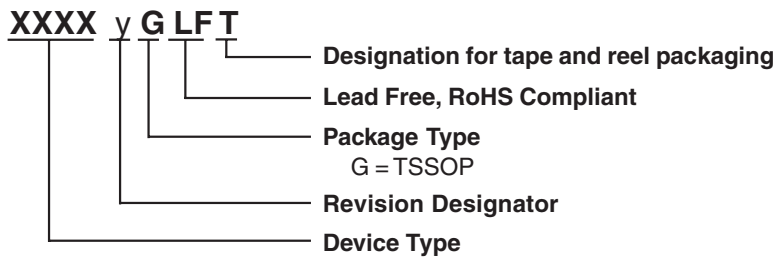 XXXX y G LF T
Designation for tape and reel packaging
Lead Free, RoHS Compliant
Package Type
G = TSSOP
Revision Designator
Device Type